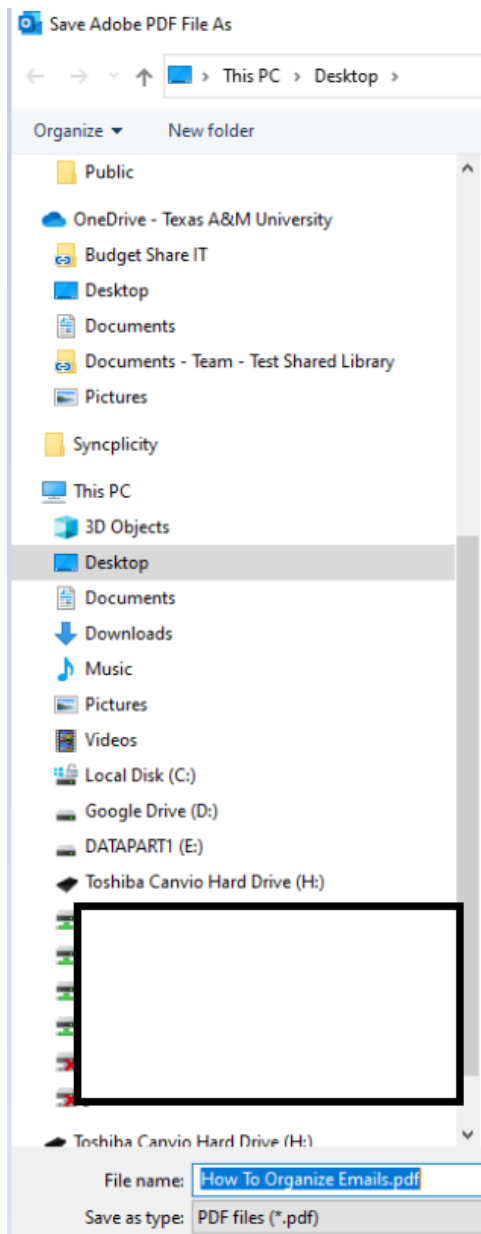 Save Adobe PDF File As
This PC > Desktop >
Organize New folder
Public
OneDrive - Texas A&M University
Budget Share IT
Desktop
Documents
Documents - Team - Test Shared Library
Pictures
Syncplicity
This PC
3D Objects
Desktop
Documents
Downloads
Music
Pictures
Videos
Local Disk (C:)
Google Drive (D:)
DATAPART1 (E:)
Toshiba Canvio Hard Drive (H:)
Toshiba Canvio Hard Drive (H:)
File name: How To Organize Emails.pdf
Save as type: PDF files (*.pdf)